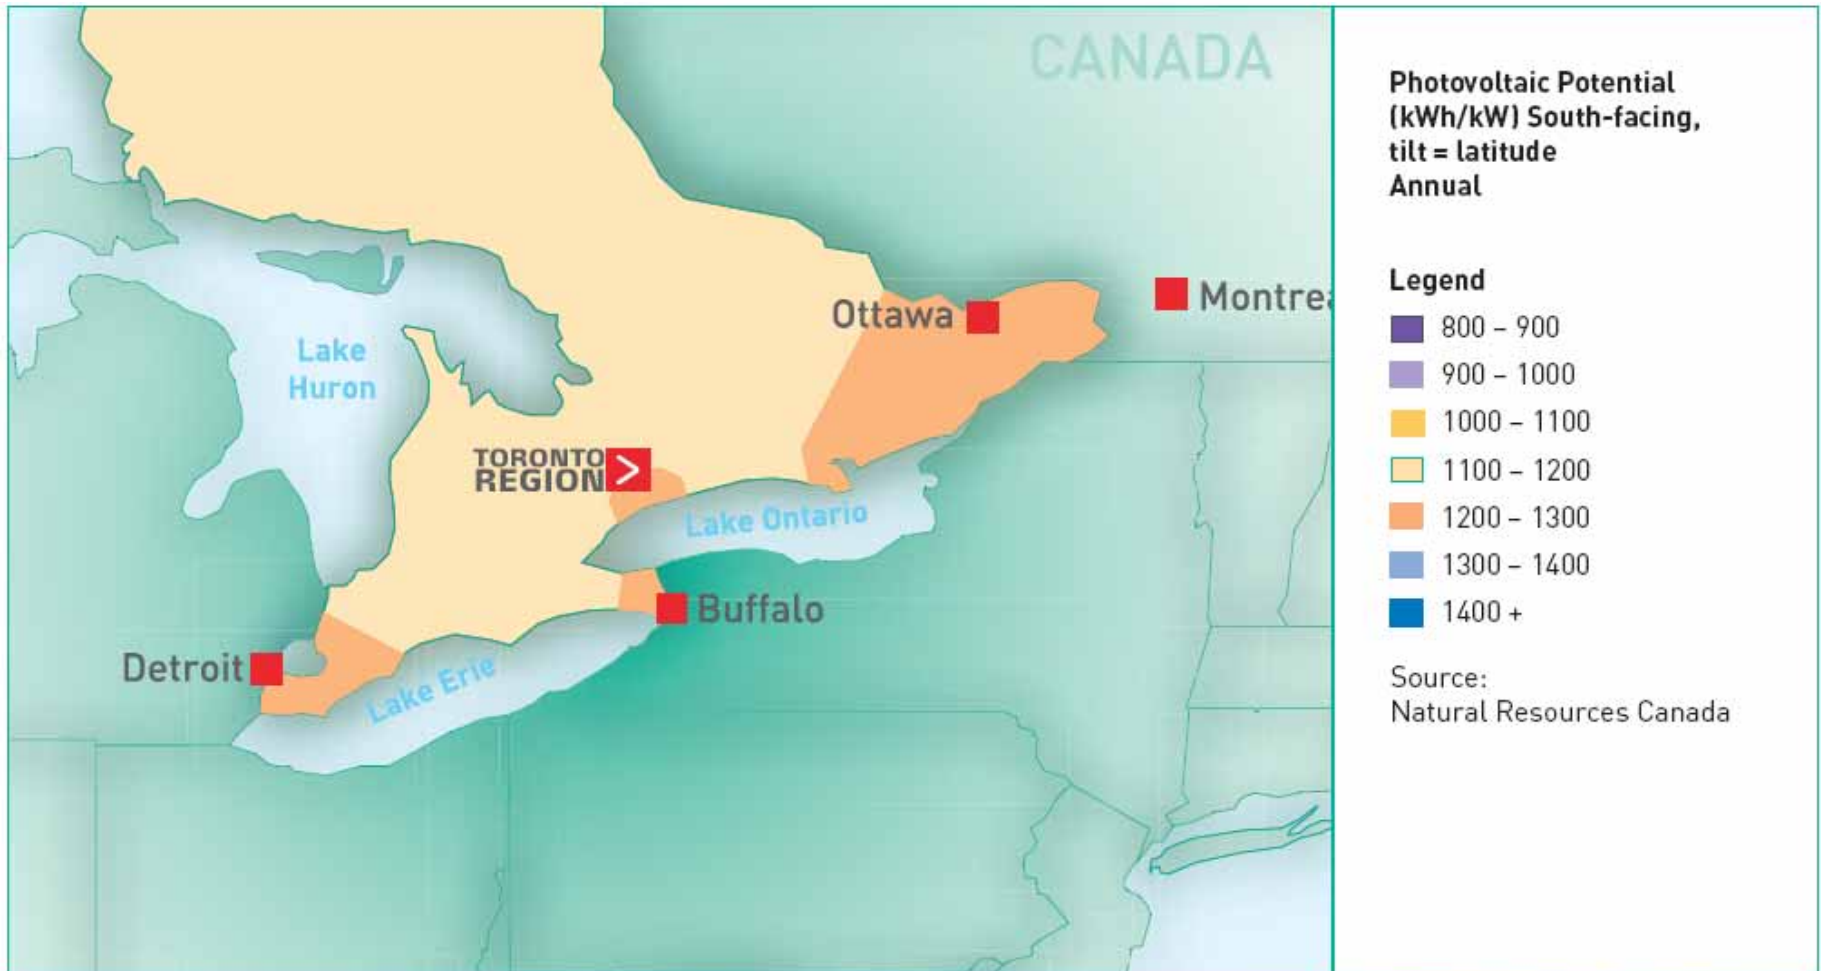 CANADA
Ottawa
Montrea
Lake
Huron
TORONTO
REGION
Lake Ontario
Buffalo
Detroit
Lake Erie
Photovoltaic Potential
(kWh/kW) South-facing,
tilt = latitude
Annual
Legend
800 – 900
900 – 1000
1000 – 1100
1100 – 1200
1200 – 1300
1300 – 1400
1400 +
Source:
Natural Resources Canada